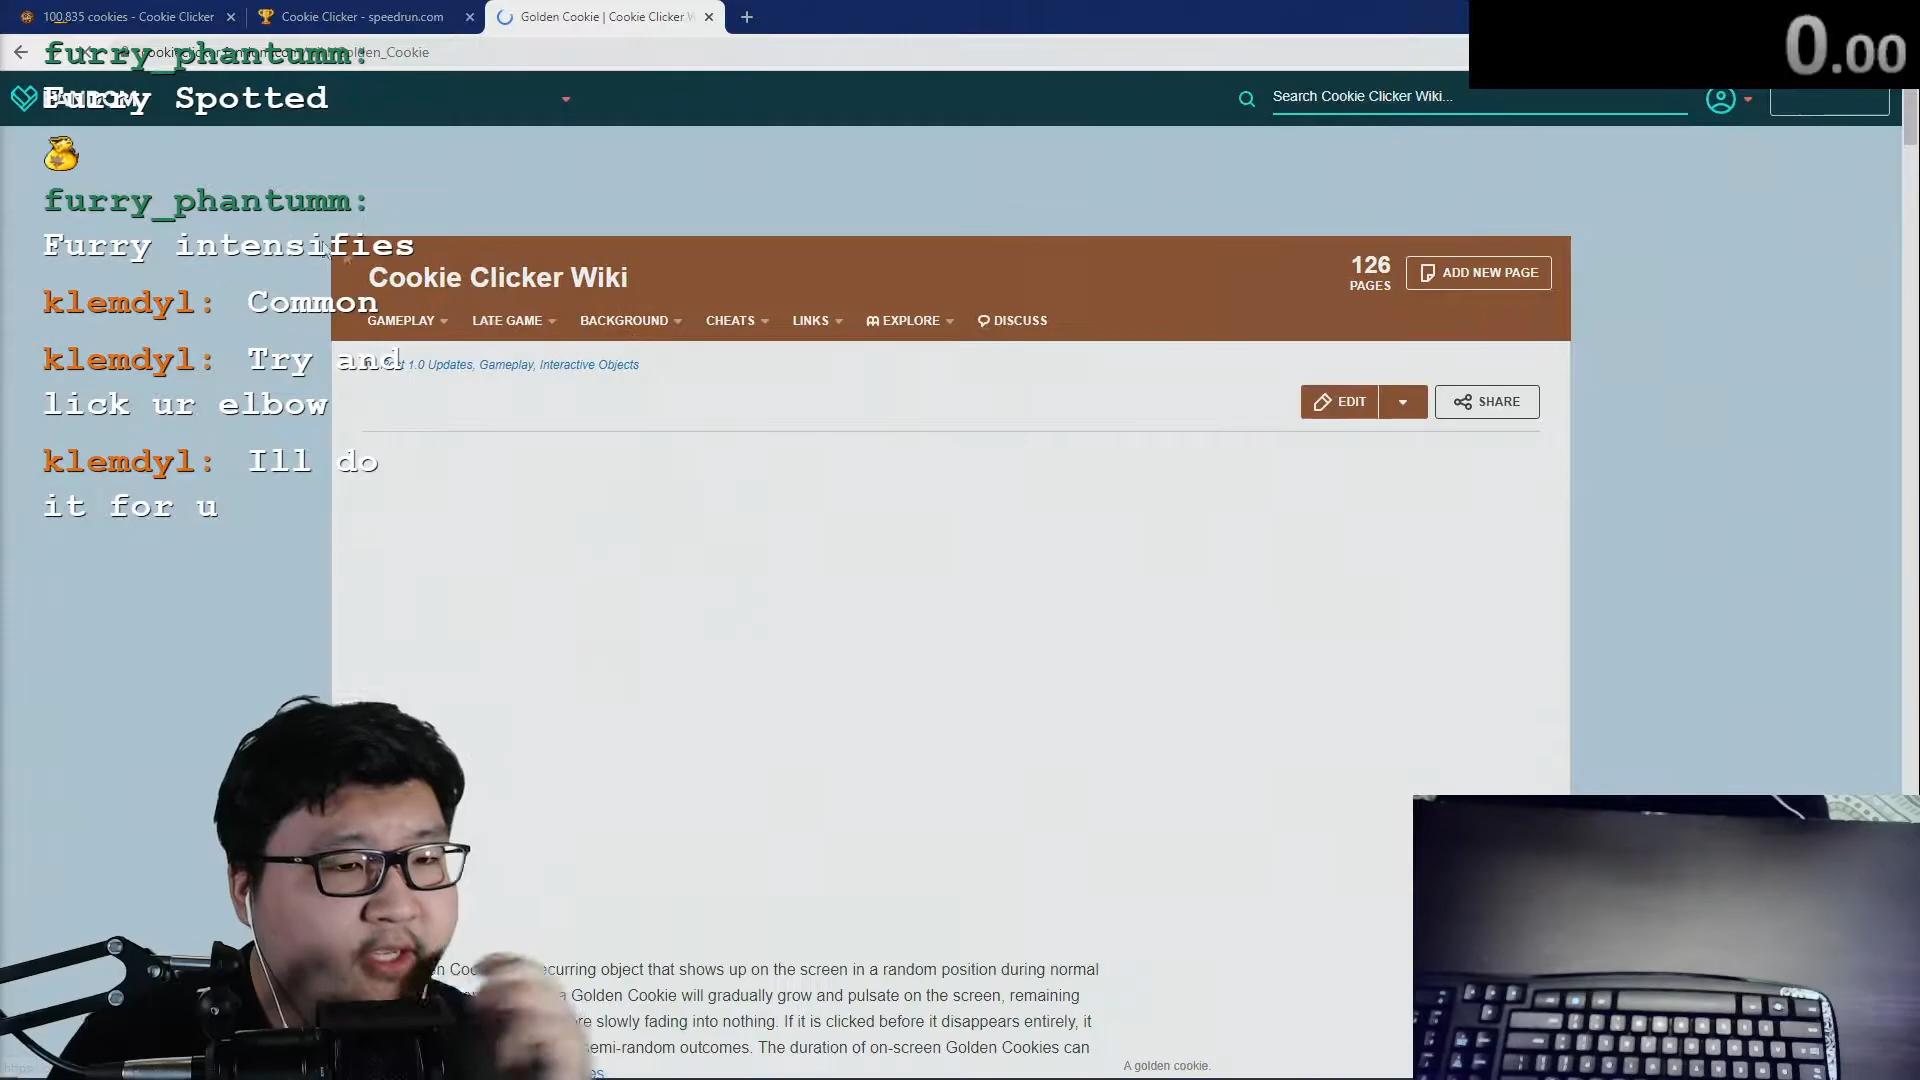 100,835 cookies - Cookie Clicker
Cookie Clicker - speedrun.com
Golden Cookie | Cookie Clicker W
0.00
furry_phantumm:
Furry Spotted
Search Cookie Clicker Wiki...
furry_phantumm:
Furry intensifies
Cookie Clicker Wiki
126
PAGES
ADD NEW PAGE
klemdyl: Common
GAMEPLAY
LATE GAME
BACKGROUND
CHEATS
LINKS
EXPLORE
DISCUSS
klemdyl: Try and
lick ur elbow
1.0 Updates, Gameplay, Interactive Objects
EDIT
SHARE
klemdyl: Ill do
it for u
ecurring object that shows up on the screen in a random position during normal
a Golden Cookie will gradually grow and pulsate on the screen, remaining
re slowly fading into nothing. If it is clicked before it disappears entirely, it
emi-random outcomes. The duration of on-screen Golden Cookies can
A golden cookie.